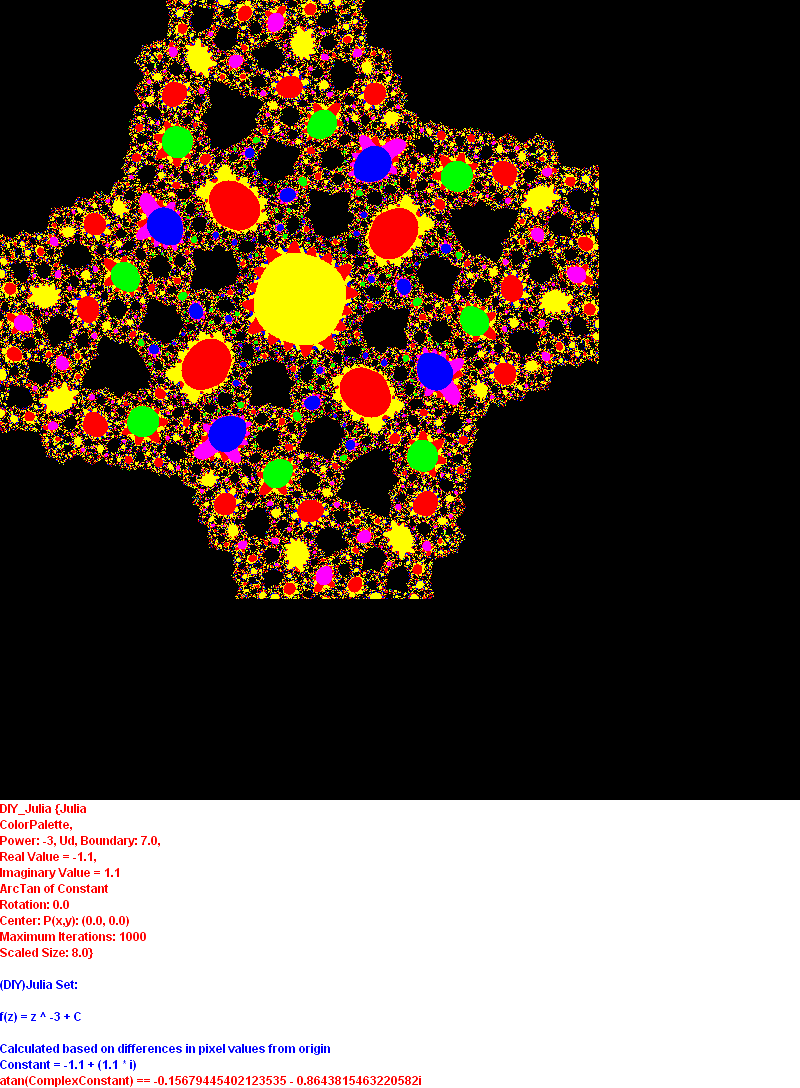 DIY_Julia {Julia
ColorPalette,
Power: -3, Ud, Boundary: 7.0,
Real Value = -1.1,
Imaginary Value = 1.1
ArcTan of Constant
Rotation: 0.0
Center: P(x,y): (0.0, 0.0)
Maximum Iterations: 1000
Scaled Size: 8.0}
(DIY)Julia Set:
f(z) = z ^ -3 + C
Calculated based on differences in pixel values from origin
Constant = -1.1 + (1.1 * i)
atan(ComplexConstant) == -0.15679445402123535 - 0.8643815463220582i